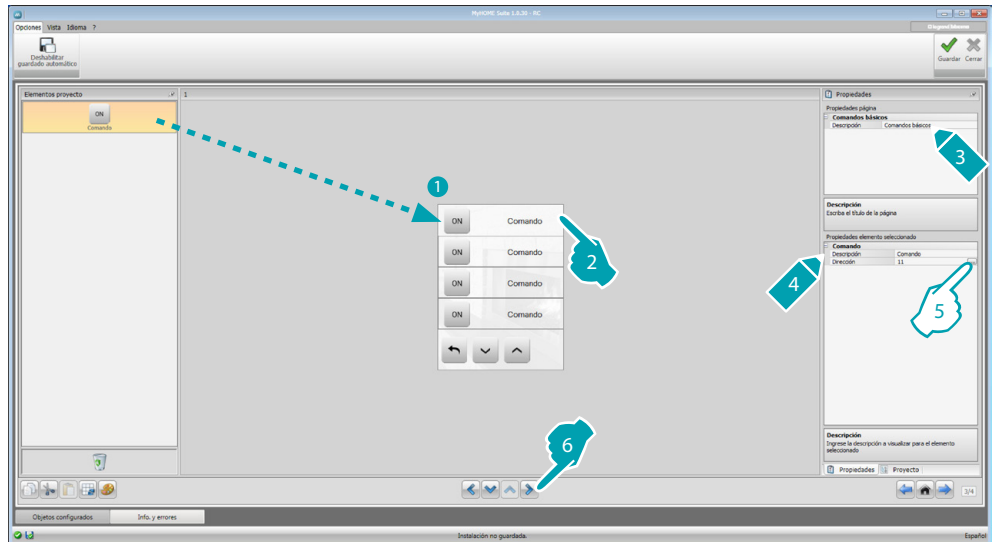 MyHOME Suite 1.0.30 - RC
Opciones Vista Idioma ?
Deshabilitar
guardado automático
Guardar Cerrar
Elementos proyecto
1
ON
Comando
1
ON Comando
ON Comando
ON Comando
ON Comando
2
Propiedades
Propiedades página
Comandos básicos
Descripción Comandos básicos
3
Descripción
Escriba el título de la página
Propiedades elemento seleccionado
Comando
Descripción Comando
Dirección 11
4
5
Descripción
Ingrese la descripción a visualizar para el elemento
seleccionado
Propiedades Proyecto
6
3/4
Objetos configurados Info. y errores
Instalación no guardada.
Español